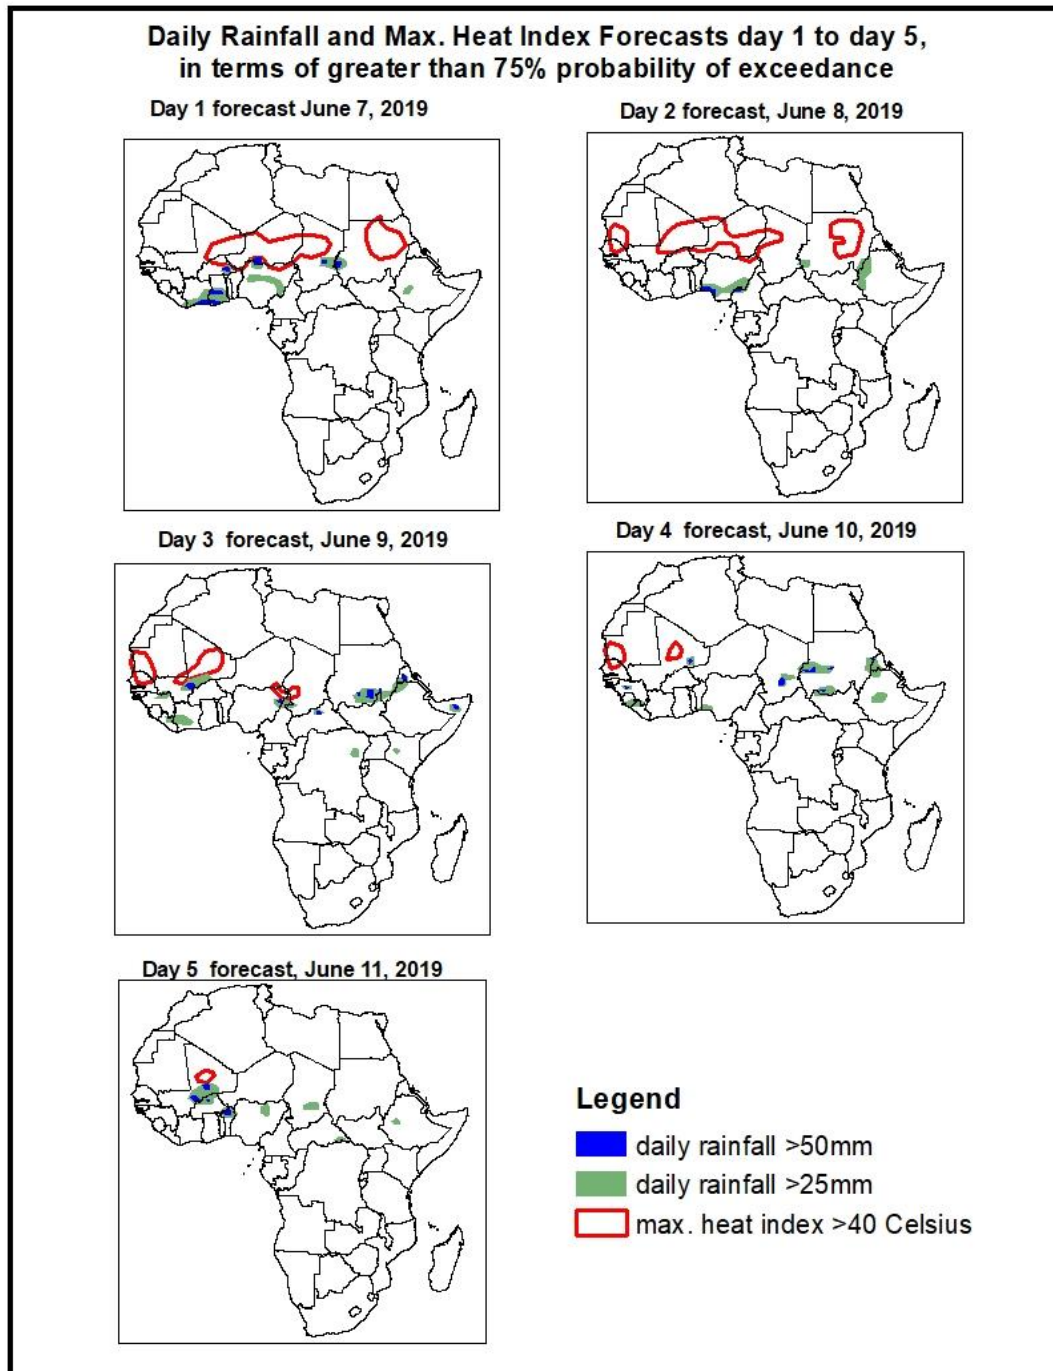 Daily Rainfall and Max. Heat Index Forecasts day 1 to day 5,
in terms of greater than 75% probability of exceedance
Day 1 forecast June 7, 2019
Day 2 forecast, June 8, 2019
Day 3 forecast, June 9, 2019
Day 4 forecast, June 10, 2019
Day 5 forecast, June 11, 2019
Legend
daily rainfall >50mm
daily rainfall >25mm
max. heat index >40 Celsius